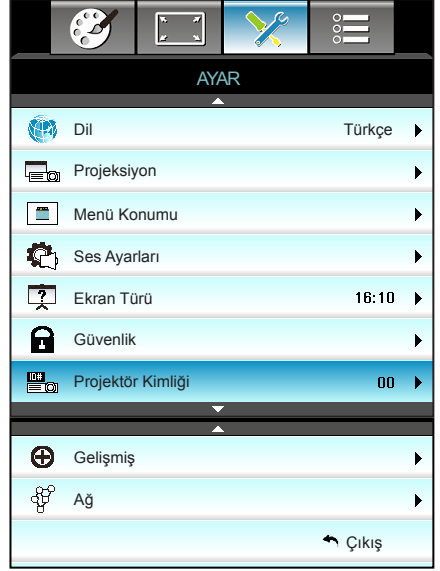 AYAR
Dil Türkçe
Projeksiyon
Menü Konumu
Ses Ayarları
Ekran Türü 16:10
Güvenlik
ID# Projektör Kimliği 00
Gelişmiş
Ağ
Çıkış